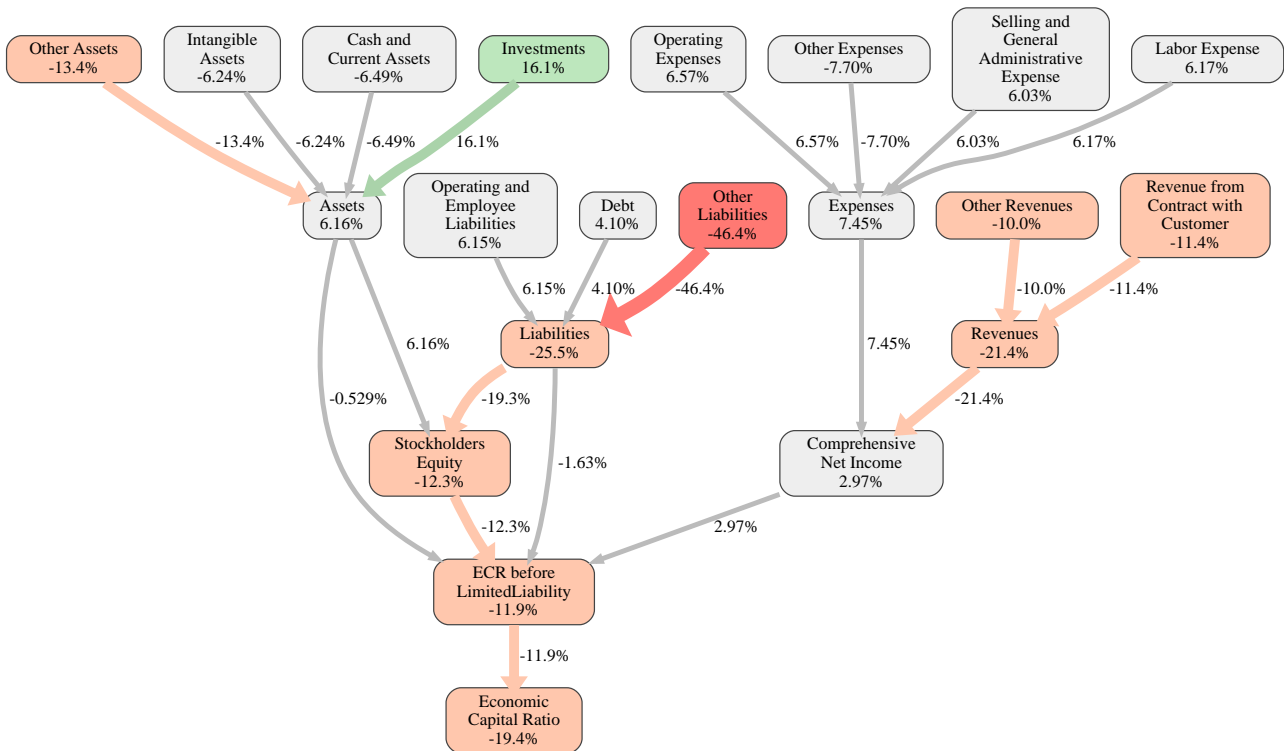 Other Assets
-13.4%
Intangible
Assets
-6.24%
Cash and
Current Assets
-6.49%
Investments
16.1%
Operating
Expenses
6.57%
Other Expenses
-7.70%
Selling and
General
Administrative
Expense
6.03%
Labor Expense
6.17%
-13.4%
-6.24%
-6.49%
16.1%
6.57%
-7.70%
6.03%
6.17%
Assets
6.16%
Operating and
Employee
Liabilities
6.15%
Debt
4.10%
Other
Liabilities
-46.4%
Expenses
7.45%
Other Revenues
-10.0%
Revenue from
Contract with
Customer
-11.4%
6.15%
4.10%
-46.4%
-10.0%
-11.4%
Liabilities
-25.5%
Revenues
-21.4%
6.16%
7.45%
-0.529%
-19.3%
-21.4%
Stockholders
Equity
-12.3%
-1.63%
Comprehensive
Net Income
2.97%
-12.3%
2.97%
ECR before
LimitedLiability
-11.9%
-11.9%
Economic
Capital Ratio
-19.4%